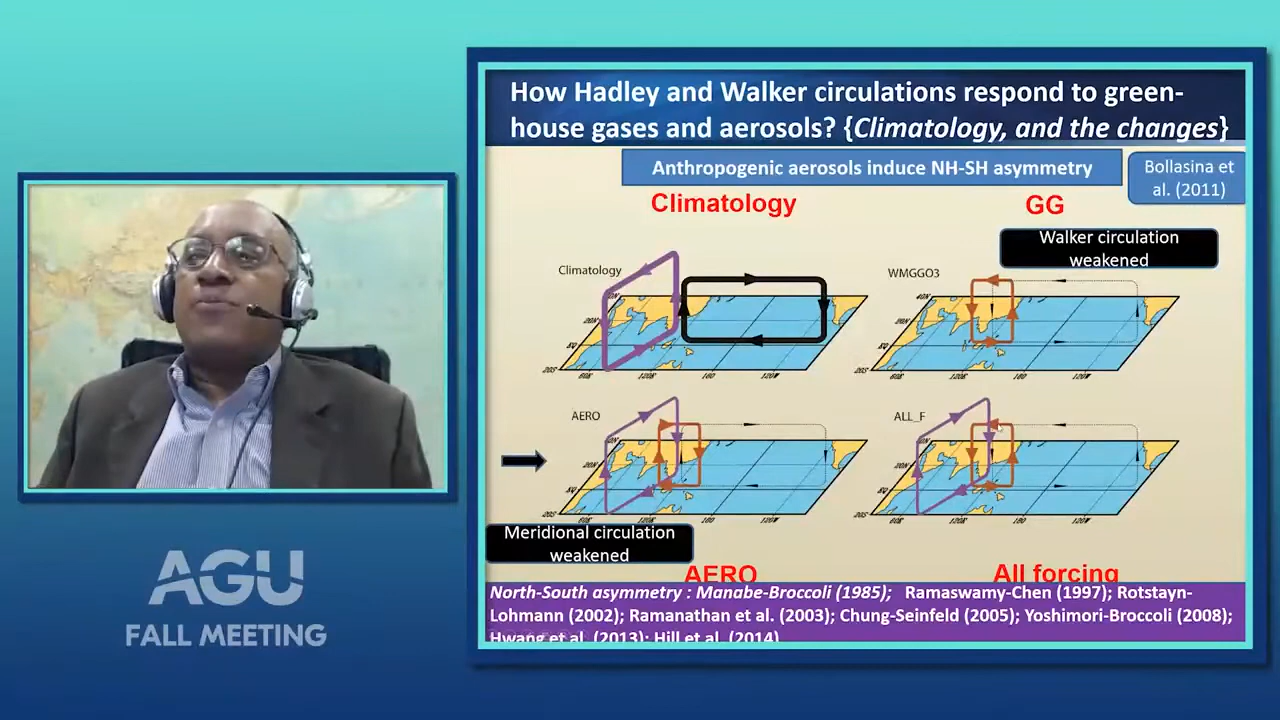 How Hadley and Walker circulations respond to green-
house gases and aerosols? {Climatology, and the changes}
Anthropogenic aerosols induce NH-SH asymmetry
Bollasina et
al. (2011)
Climatology
GG
Walker circulation
weakened
Climatology
WMGGO3
AERO
ALL_F
Meridional circulation
weakened
AERO
All forcing
North-South asymmetry : Manabe-Broccoli (1985); Ramaswamy-Chen (1997); Rotstayn-
Lohmann (2002); Ramanathan et al. (2003); Chung-Seinfeld (2005); Yoshimori-Broccoli (2008);
Hwang et al. (2013); Hill et al. (2014)
AGU
FALL MEETING